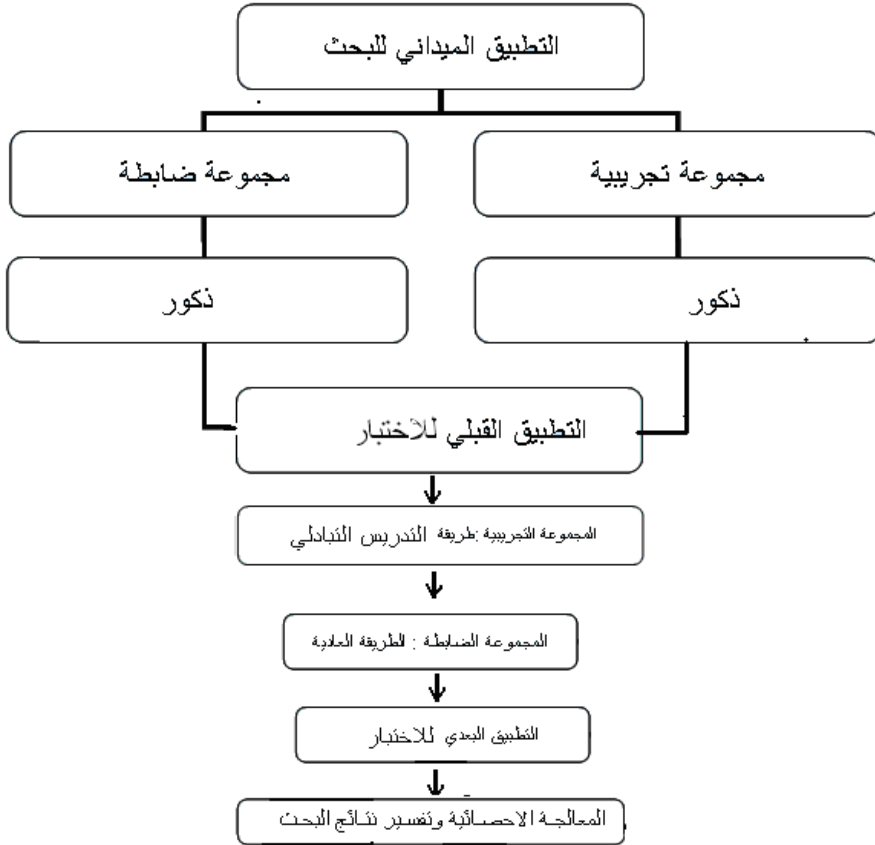 التطبيق الميداني للبحث
مجموعة تجريبية
مجموعة ضابطة
ذكور
ذكور
التطبيق القبلي للاختبار
المجموعة التجريبية :طريقة التدريس التبادلي
المجموعة الضابطة : الطريقة العادية
التطبيق البعدي للاختبار
المعالجة الاحصائية وتفسير نتائج البحث